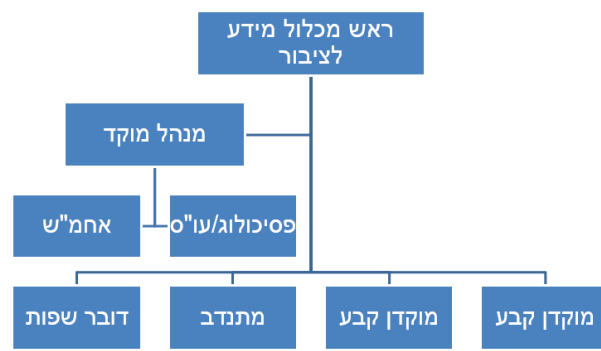 ראש מכלול מידע
לציבור
מנהל מוקד
פסיכולוג/עו"ס
אחמ"ש
מוקדן קבע
מוקדן קבע
מתנדב
דובר שפות